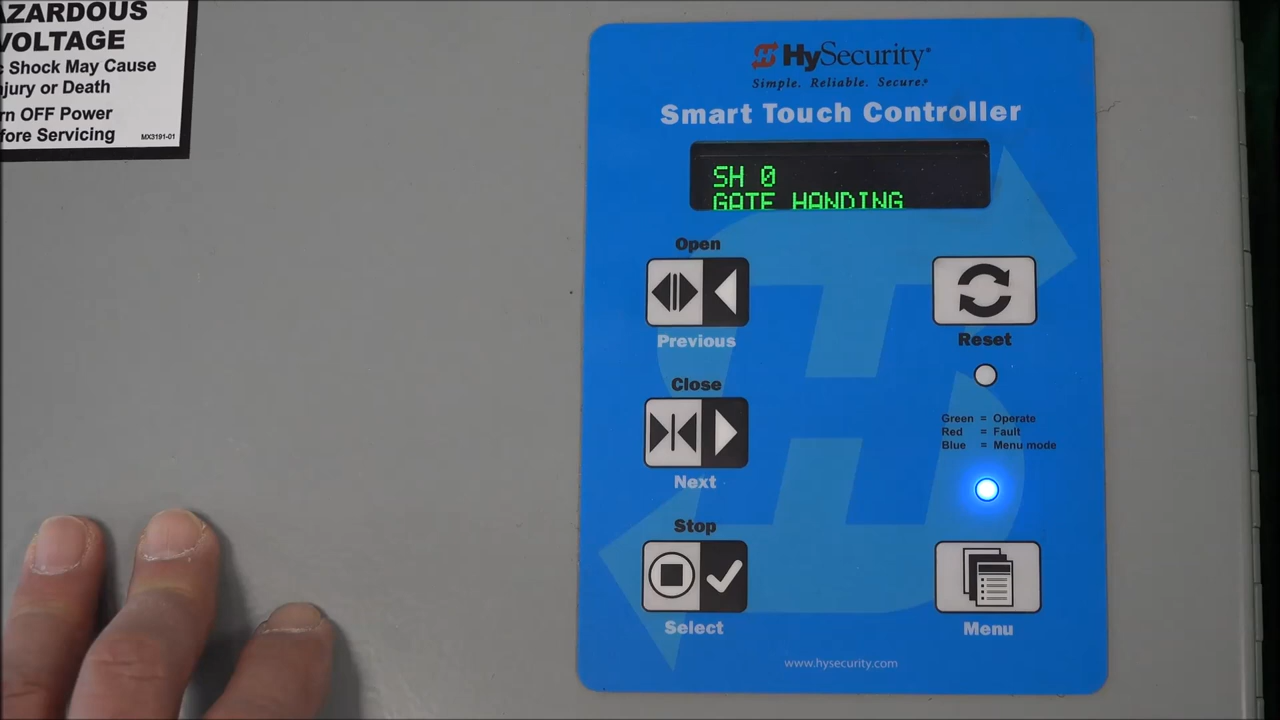 AZARDOUS
VOLTAGE
c Shock May Cause
jury or Death
rn OFF Power
fore Servicing
MX3191-01
HySecurity®
Simple. Reliable. Secure.®
Smart Touch Controller
SH 0
GATE HANDING
Open
Previous
Reset
Close
Green = Operate
Red = Fault
Blue = Menu mode
Next
Stop
Select
Menu
www.hysecurity.com